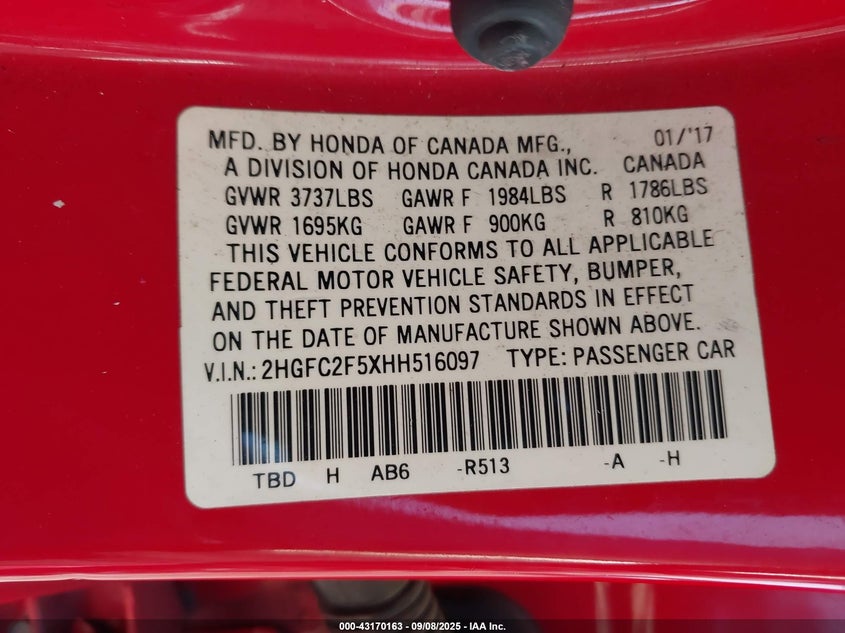 MFD. BY HONDA OF CANADA MFG., 01/'17
A DIVISION OF HONDA CANADA INC. CANADA
GVWR 3737LBS GAWR F 1984LBS R 1786LBS
GVWR 1695KG GAWR F 900KG R 810KG
THIS VEHICLE CONFORMS TO ALL APPLICABLE
FEDERAL MOTOR VEHICLE SAFETY, BUMPER,
AND THEFT PREVENTION STANDARDS IN EFFECT
ON THE DATE OF MANUFACTURE SHOWN ABOVE.
V.I.N.: 2HGFC2F5XHH516097 TYPE: PASSENGER CAR
TBD H AB6 -R513 -A -H
000-43170163 - 09/08/2025 - IAA Inc.